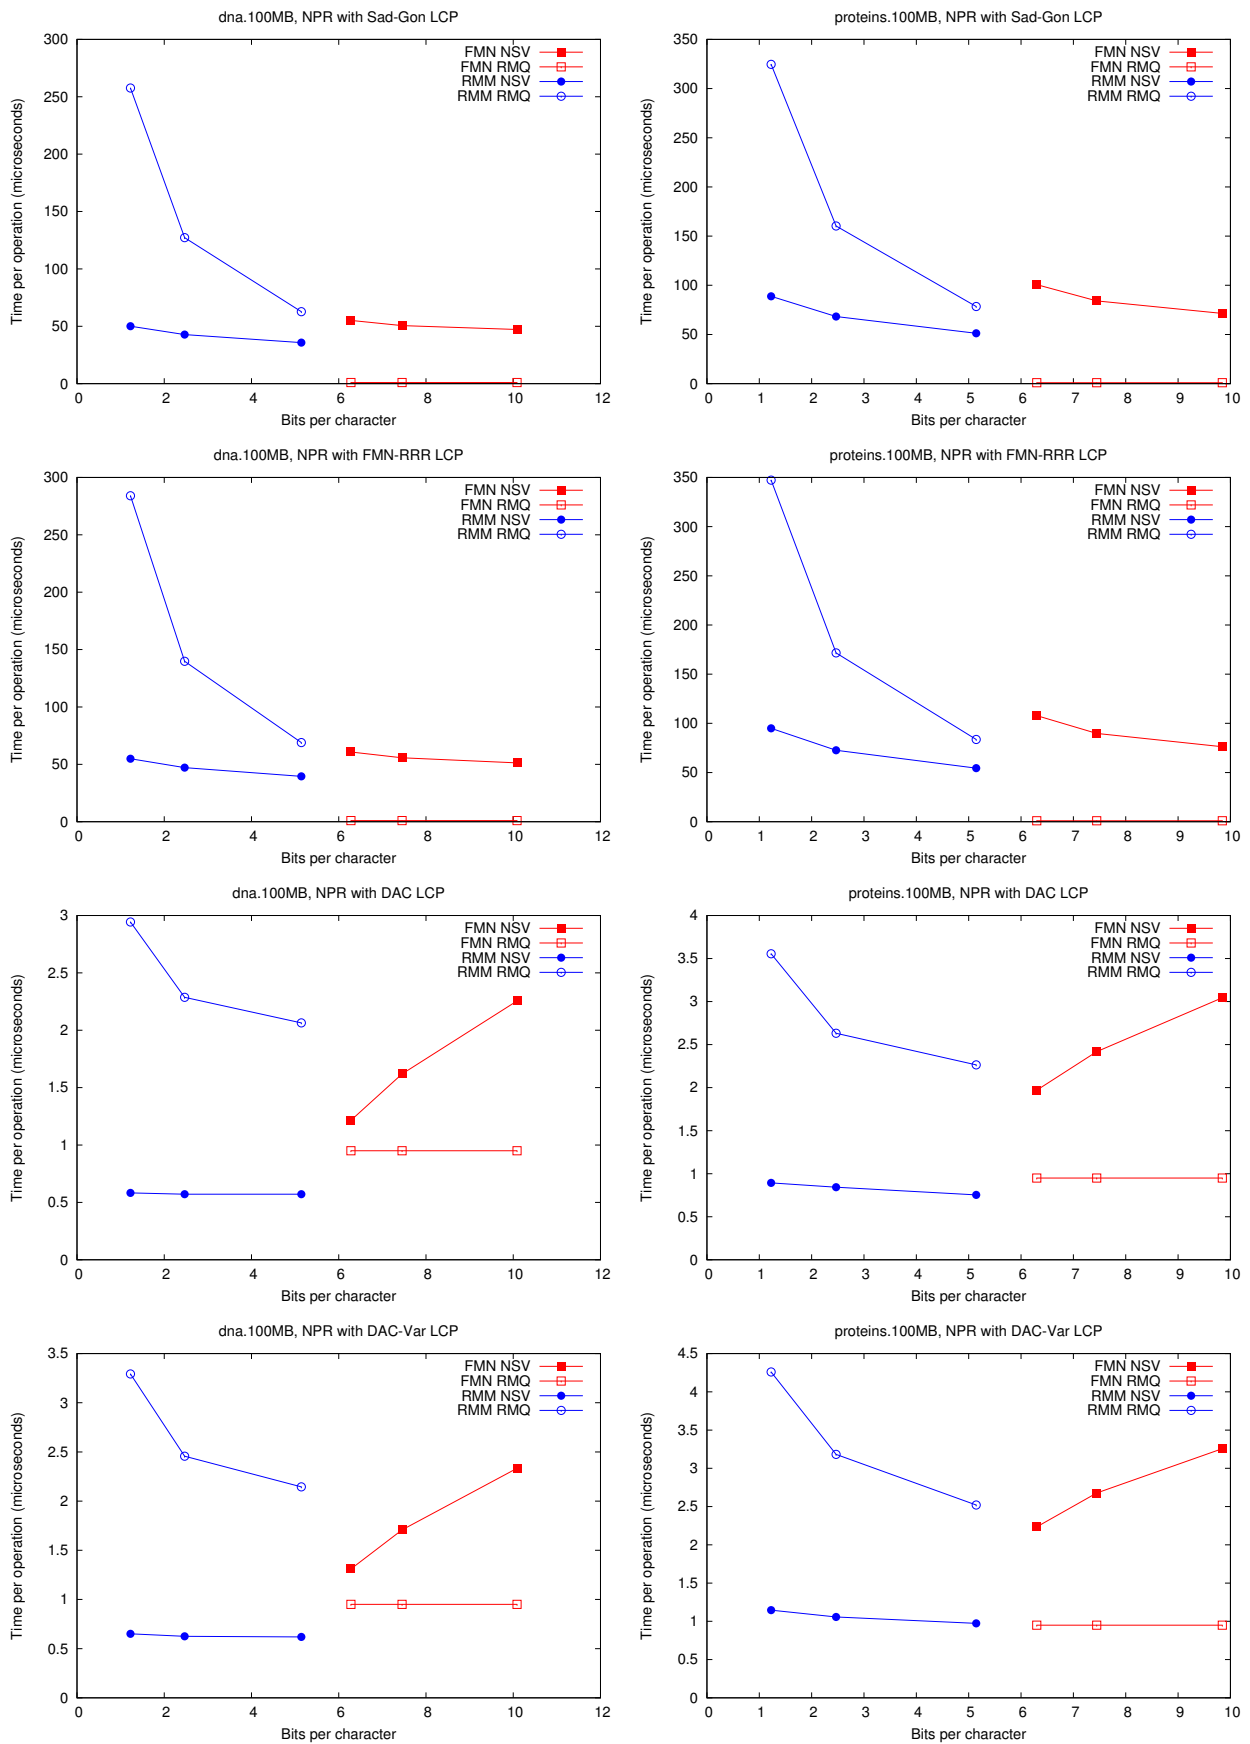 dna.100MB, NPR with Sad-Gon LCP
300
250
200
150
100
50
0
0 2 4 6 8 10 12
Time per operation (microseconds)
Bits per character
FMN NSV
FMN RMQ
RMM NSV
RMM RMQ
proteins.100MB, NPR with Sad-Gon LCP
350
300
250
200
150
100
50
0
0 1 2 3 4 5 6 7 8 9 10
Time per operation (microseconds)
Bits per character
FMN NSV
FMN RMQ
RMM NSV
RMM RMQ
dna.100MB, NPR with FMN-RRR LCP
300
250
200
150
100
50
0
0 2 4 6 8 10 12
Time per operation (microseconds)
Bits per character
FMN NSV
FMN RMQ
RMM NSV
RMM RMQ
proteins.100MB, NPR with FMN-RRR LCP
350
300
250
200
150
100
50
0
0 1 2 3 4 5 6 7 8 9 10
Time per operation (microseconds)
Bits per character
FMN NSV
FMN RMQ
RMM NSV
RMM RMQ
dna.100MB, NPR with DAC LCP
3
2.5
2
1.5
1
0.5
0
0 2 4 6 8 10 12
Time per operation (microseconds)
Bits per character
FMN NSV
FMN RMQ
RMM NSV
RMM RMQ
proteins.100MB, NPR with DAC LCP
4
3.5
3
2.5
2
1.5
1
0.5
0
0 1 2 3 4 5 6 7 8 9 10
Time per operation (microseconds)
Bits per character
FMN NSV
FMN RMQ
RMM NSV
RMM RMQ
dna.100MB, NPR with DAC-Var LCP
3.5
3
2.5
2
1.5
1
0.5
0
0 2 4 6 8 10 12
Time per operation (microseconds)
Bits per character
FMN NSV
FMN RMQ
RMM NSV
RMM RMQ
proteins.100MB, NPR with DAC-Var LCP
4.5
4
3.5
3
2.5
2
1.5
1
0.5
0
0 1 2 3 4 5 6 7 8 9 10
Time per operation (microseconds)
Bits per character
FMN NSV
FMN RMQ
RMM NSV
RMM RMQ